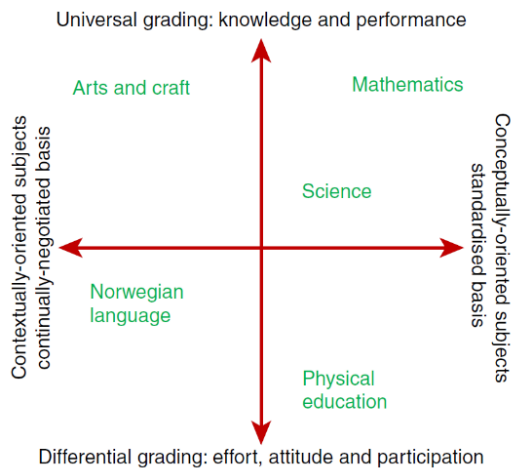 Universal grading: knowledge and performance
Arts and craft
Mathematics
Contextually-oriented subjects
continually-negotiated basis
Conceptually-oriented subjects
standardised basis
Science
Norwegian
language
Physical
education
Differential grading: effort, attitude and participation